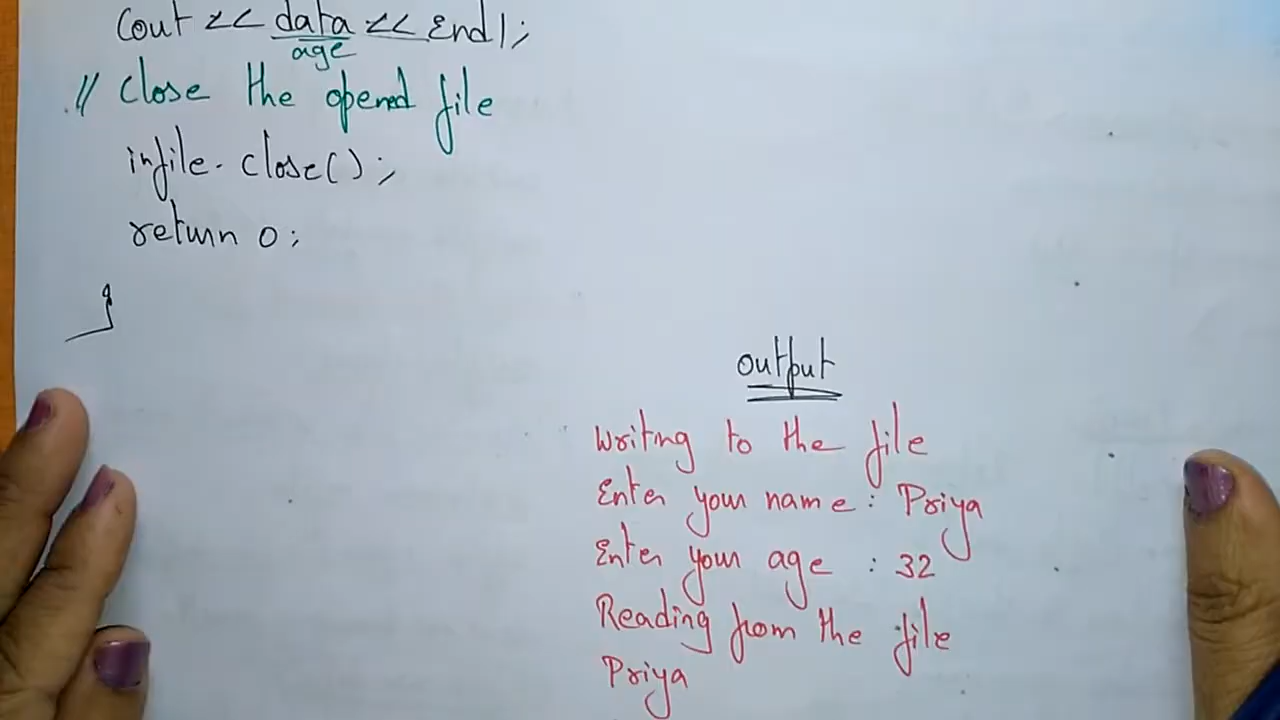 Cout << data << Endl;
age
// Close the opened file
infile.close();
return 0;
}
output
Writing to the file
Enter your name : Priya
Enter your age : 32
Reading from the file
Priya